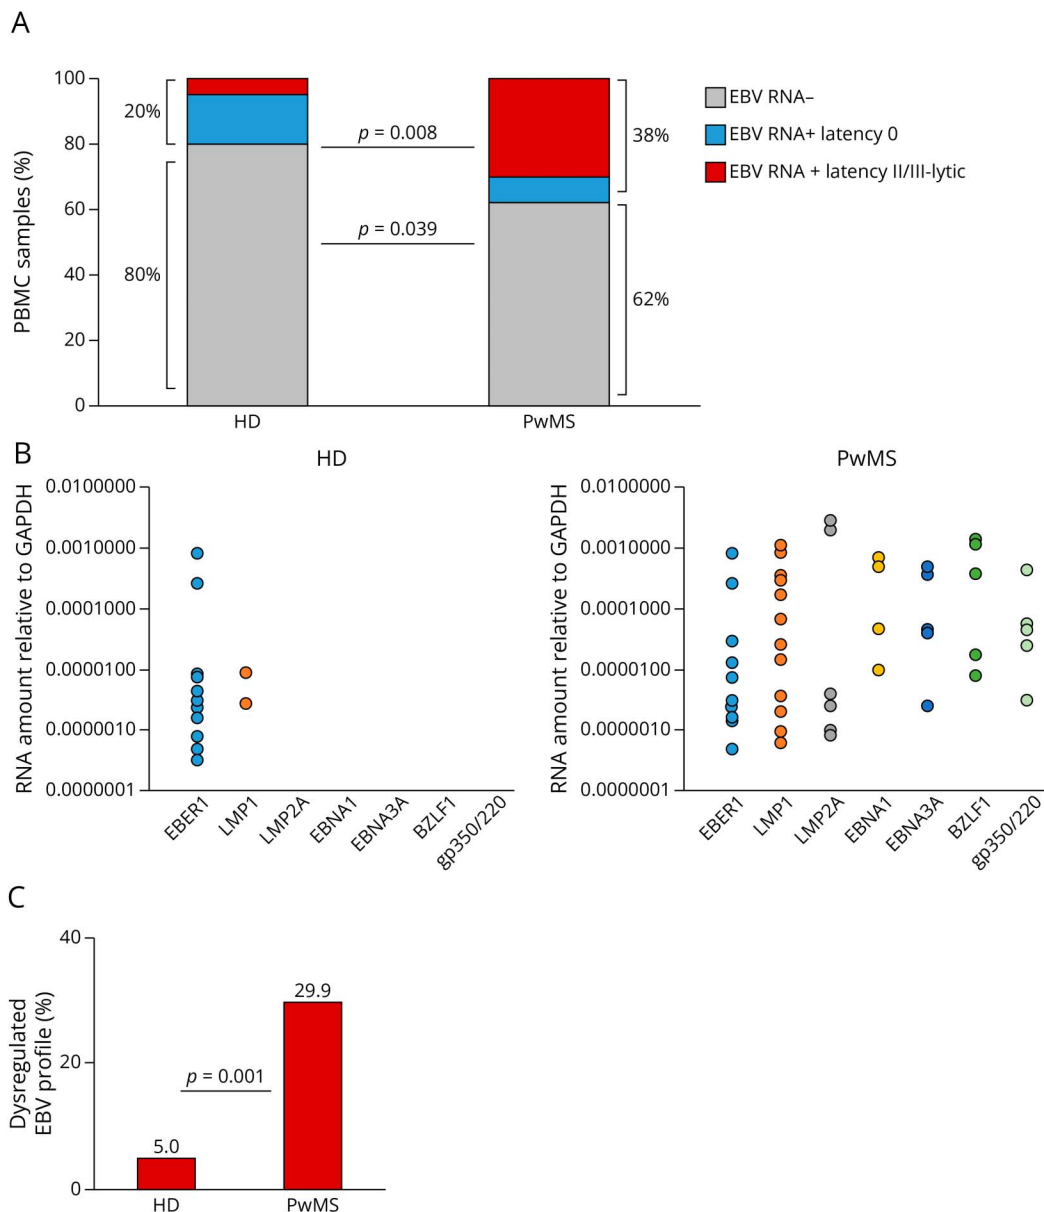 A
PBMC samples (%)
100
80
60
40
20
0
20%
80%
p = 0.008
p = 0.039
38%
62%
HD
PwMS
EBV RNA–
EBV RNA+ latency 0
EBV RNA + latency II/III-lytic
B
HD
RNA amount relative to GAPDH
0.0100000
0.0010000
0.0001000
0.0000100
0.0000010
0.0000001
EBER1
LMP1
LMP2A
EBNA1
EBNA3A
BZLF1
gp350/220
PwMS
RNA amount relative to GAPDH
0.0100000
0.0010000
0.0001000
0.0000100
0.0000010
0.0000001
EBER1
LMP1
LMP2A
EBNA1
EBNA3A
BZLF1
gp350/220
C
Dysregulated
EBV profile (%)
40
20
0
5.0
p = 0.001
29.9
HD
PwMS